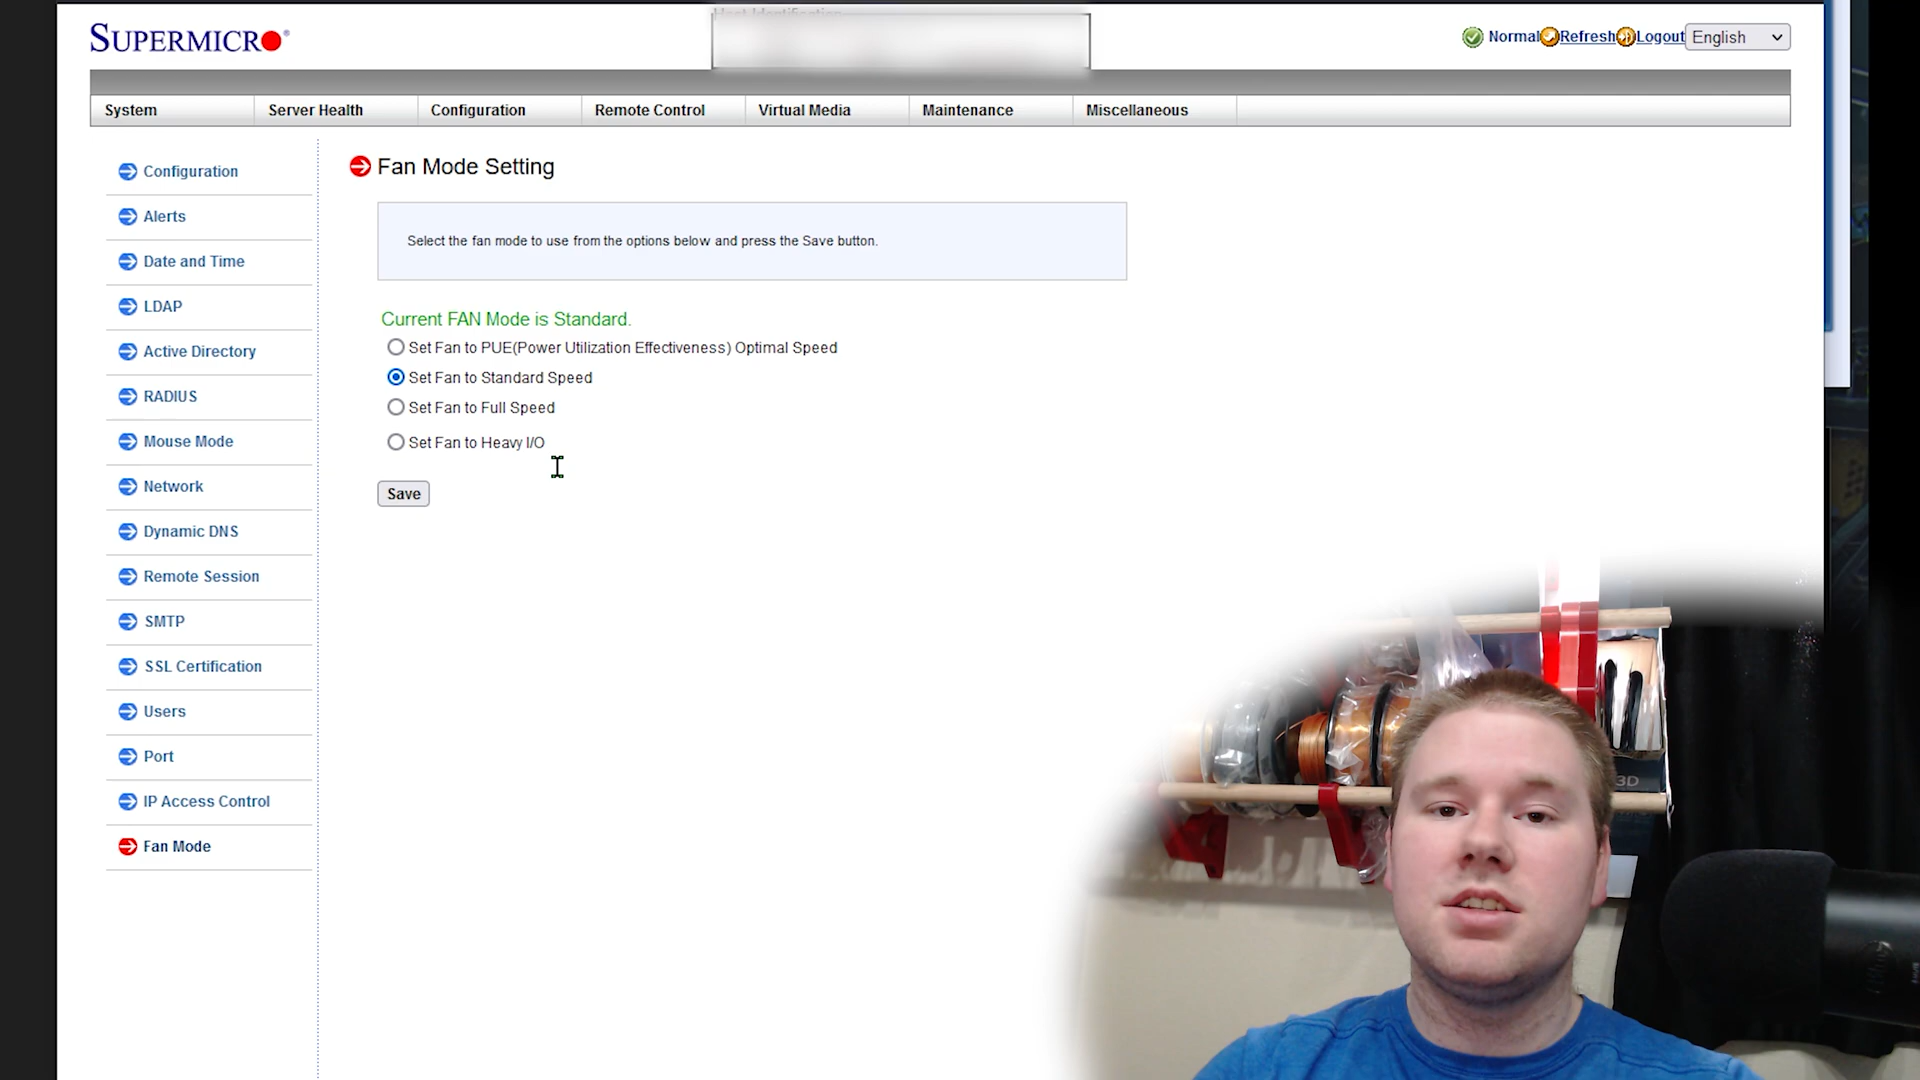 SUPERMICRO
Host Identification
Normal Refresh Logout English
System Server Health Configuration Remote Control Virtual Media Maintenance Miscellaneous
Configuration
Alerts
Date and Time
LDAP
Active Directory
RADIUS
Mouse Mode
Network
Dynamic DNS
Remote Session
SMTP
SSL Certification
Users
Port
IP Access Control
Fan Mode
Fan Mode Setting
Select the fan mode to use from the options below and press the Save button.
Current FAN Mode is Standard.
Set Fan to PUE(Power Utilization Effectiveness) Optimal Speed
Set Fan to Standard Speed
Set Fan to Full Speed
Set Fan to Heavy I/O
Save
3D